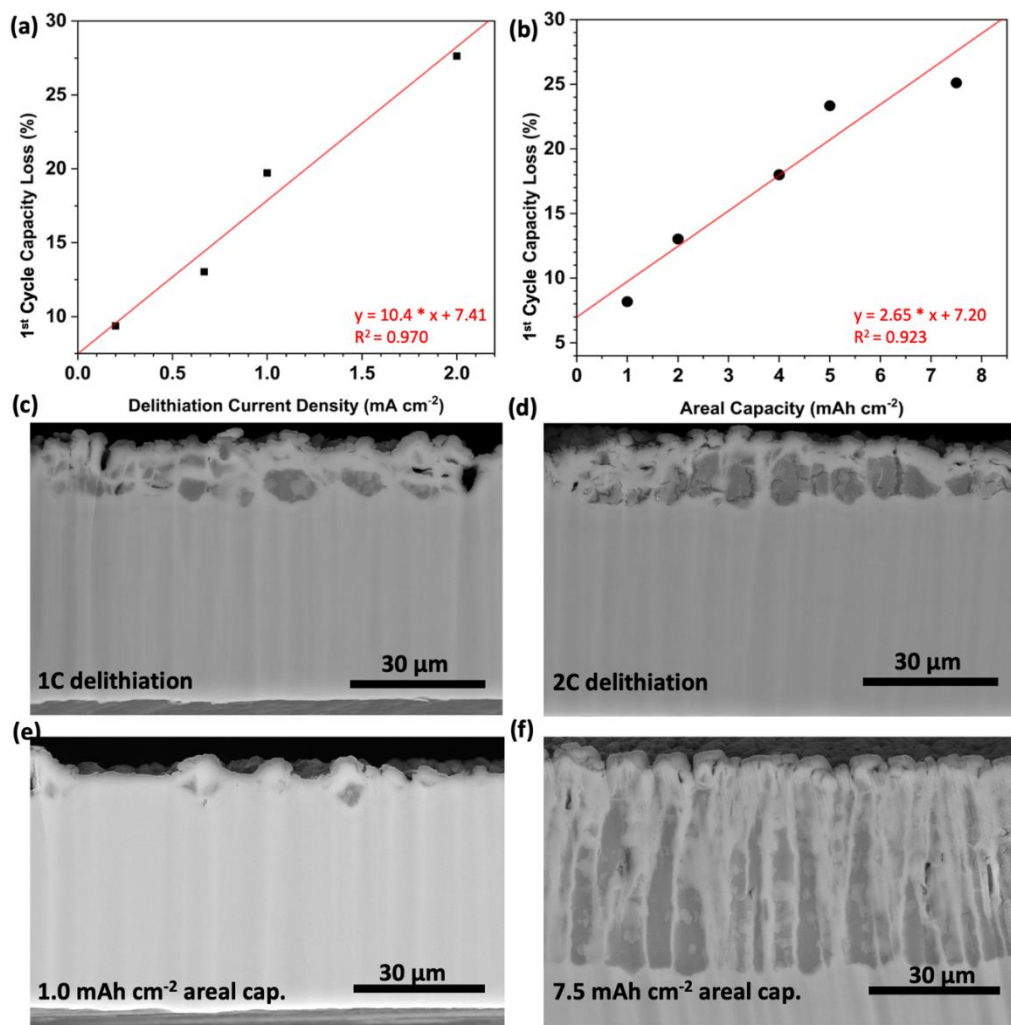 (a)
1st Cycle Capacity Loss (%)
30
25
20
15
10
0.0 0.5 1.0 1.5 2.0
y = 10.4 * x + 7.41
R² = 0.970
Delithiation Current Density (mA cm⁻²)
(b)
1st Cycle Capacity Loss (%)
30
25
20
15
10
5
0 1 2 3 4 5 6 7 8
y = 2.65 * x + 7.20
R² = 0.923
Areal Capacity (mAh cm⁻²)
(c)
1C delithiation
30 µm
(d)
2C delithiation
30 µm
(e)
1.0 mAh cm⁻² areal cap.
30 µm
(f)
7.5 mAh cm⁻² areal cap.
30 µm